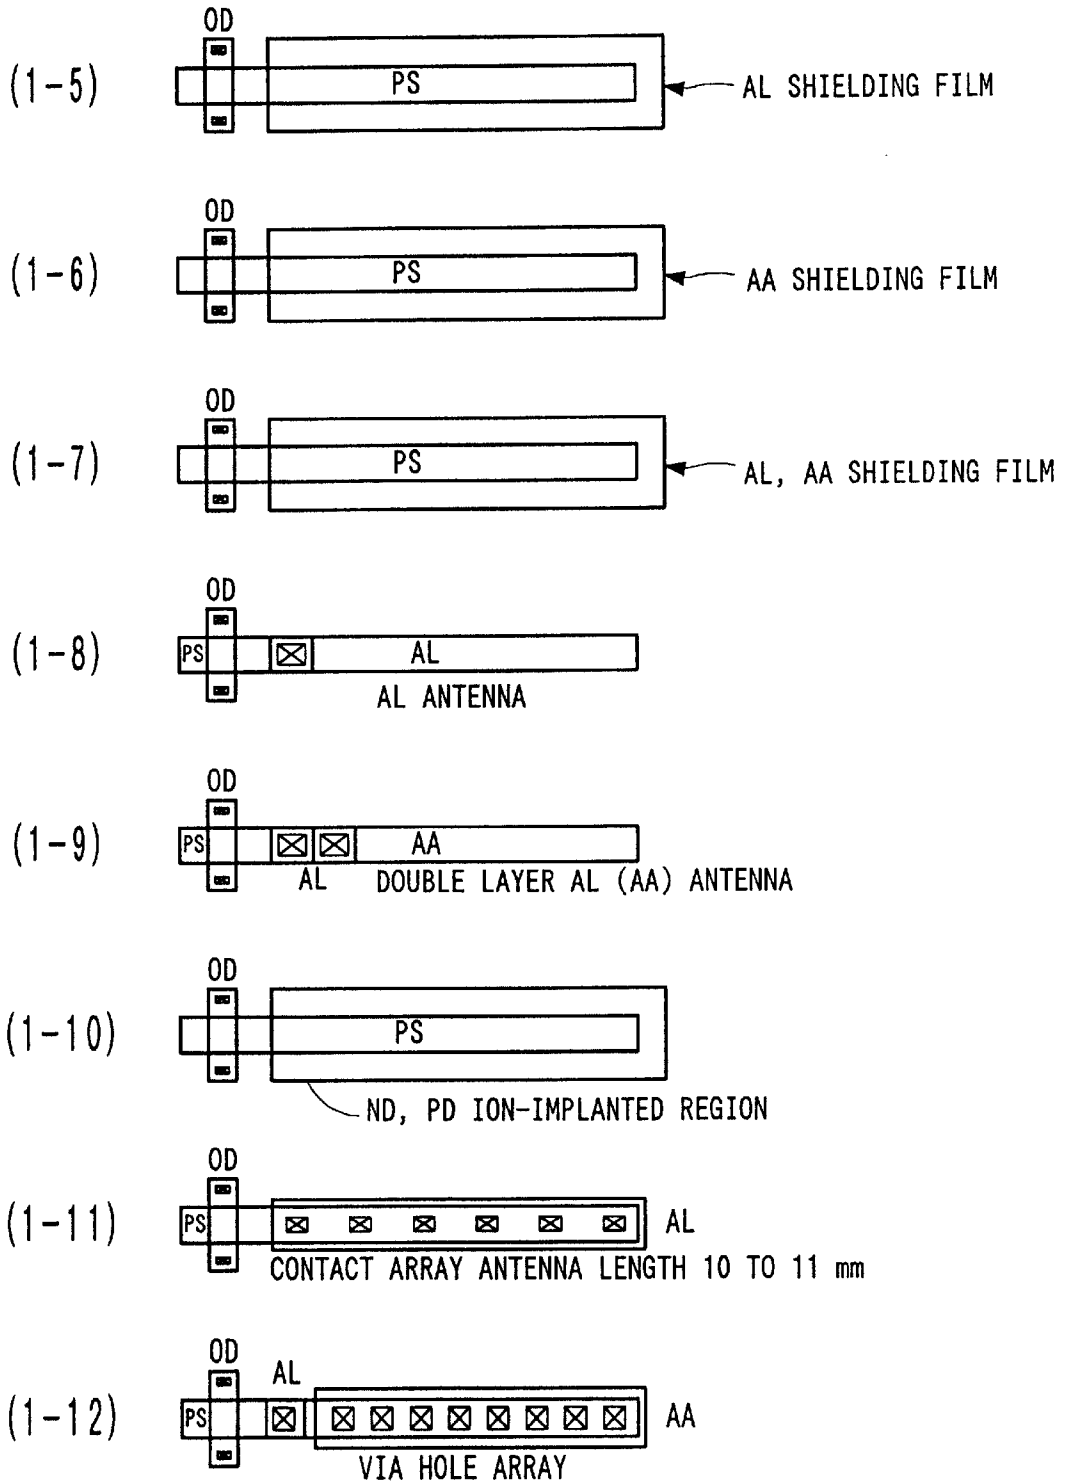 OD
(1-5)
PS
AL SHIELDING FILM
OD
(1-6)
PS
AA SHIELDING FILM
OD
(1-7)
PS
AL, AA SHIELDING FILM
OD
(1-8)
PS
AL
AL ANTENNA
OD
(1-9)
PS
AA
AL
DOUBLE LAYER AL (AA) ANTENNA
OD
(1-10)
PS
ND, PD ION-IMPLANTED REGION
OD
(1-11)
PS
AL
CONTACT ARRAY ANTENNA LENGTH 10 TO 11 mm
OD
AL
(1-12)
PS
AA
VIA HOLE ARRAY